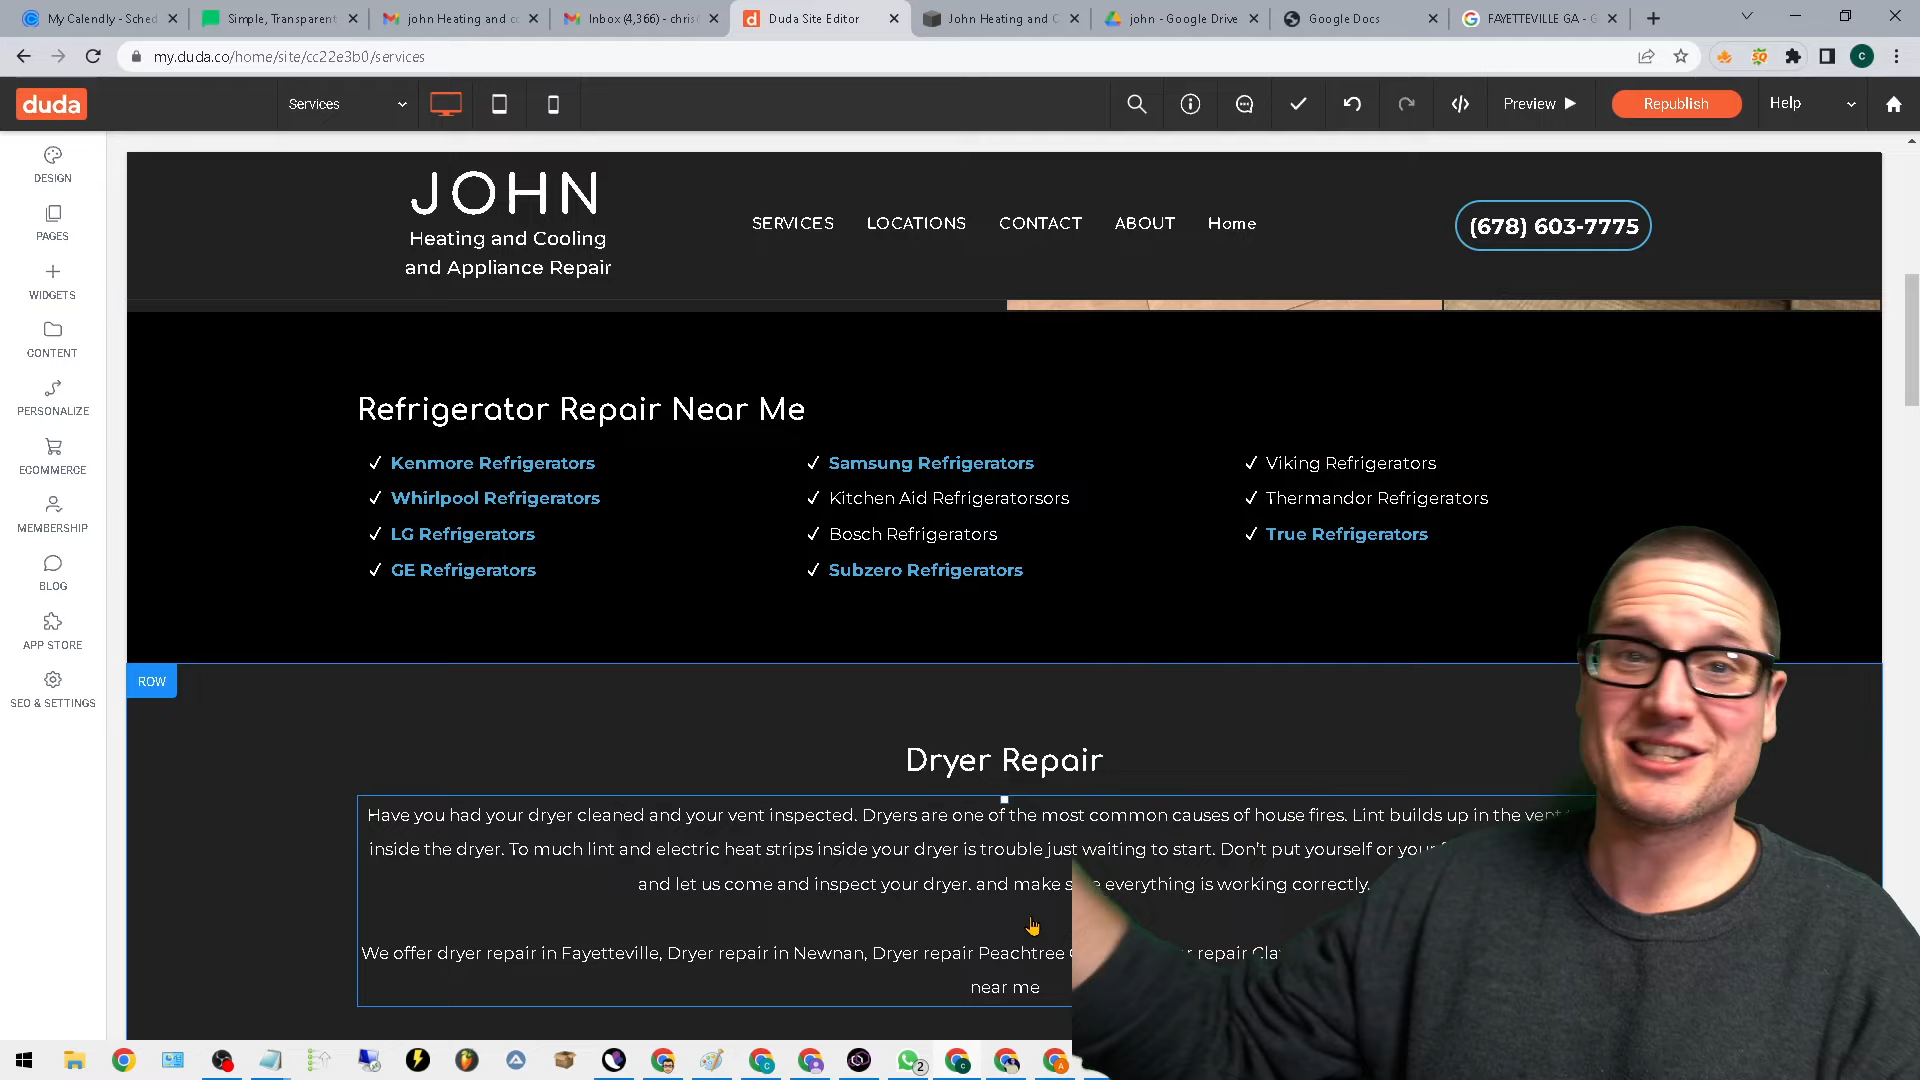 My Calendly - Sched
Simple, Transparent
john Heating and co
Inbox (4,366) - chris
Duda Site Editor
John Heating and C
john - Google Drive
Google Docs
FAYETTEVILLE GA - G
my.duda.co/home/site/cc22e3b0/services
duda
Services
Preview
Republish
Help
DESIGN
PAGES
WIDGETS
CONTENT
PERSONALIZE
ECOMMERCE
MEMBERSHIP
BLOG
APP STORE
SEO & SETTINGS
JOHN
Heating and Cooling
and Appliance Repair
SERVICES LOCATIONS CONTACT ABOUT Home
(678) 603-7775
Refrigerator Repair Near Me
Kenmore Refrigerators
Whirlpool Refrigerators
LG Refrigerators
GE Refrigerators
Samsung Refrigerators
Kitchen Aid Refrigeratorsors
Bosch Refrigerators
Subzero Refrigerators
Viking Refrigerators
Thermandor Refrigerators
True Refrigerators
ROW
Dryer Repair
Have you had your dryer cleaned and your vent inspected. Dryers are one of the most common causes of house fires. Lint builds up in the vent
inside the dryer. To much lint and electric heat strips inside your dryer is trouble just waiting to start. Don't put yourself or your
and let us come and inspect your dryer. and make everything is working correctly.
We offer dryer repair in Fayetteville, Dryer repair in Newnan, Dryer repair Peachtree repair
near me
2